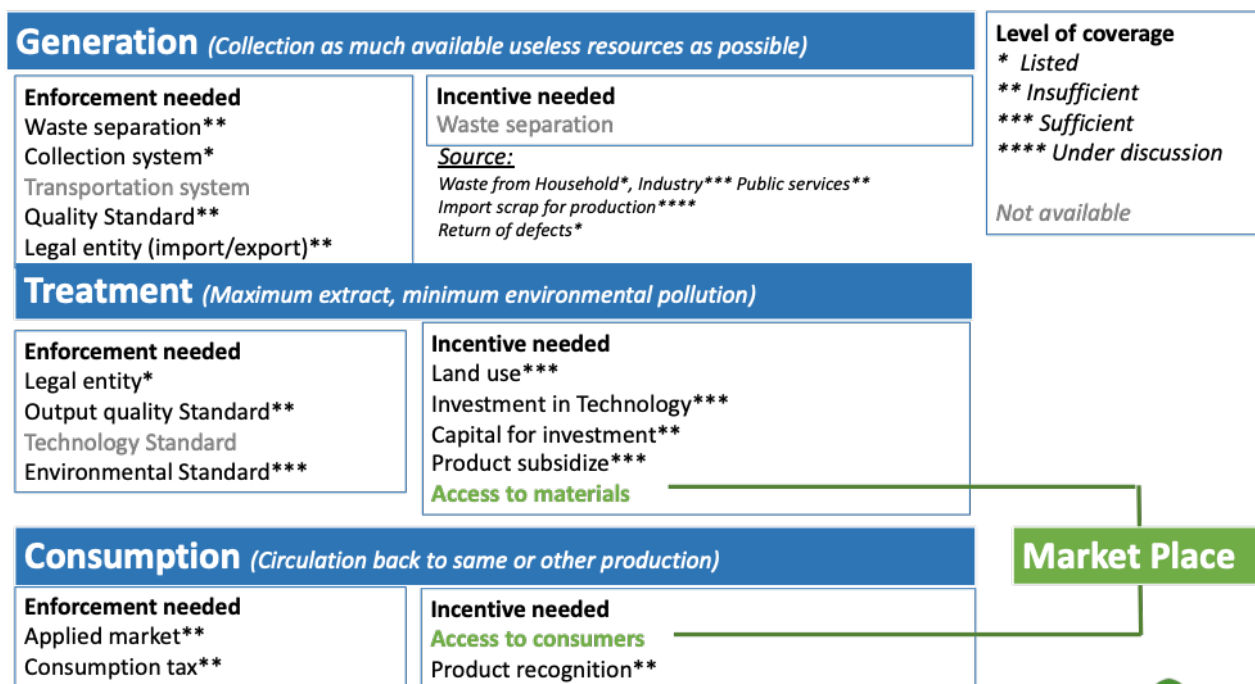 Generation (Collection as much available useless resources as possible)
Enforcement needed
Waste separation**
Collection system*
Transportation system
Quality Standard**
Legal entity (import/export)**
Incentive needed
Waste separation
Source:
Waste from Household*, Industry*** Public services**
Import scrap for production****
Return of defects*
Level of coverage
* Listed
** Insufficient
*** Sufficient
**** Under discussion
Not available
Treatment (Maximum extract, minimum environmental pollution)
Enforcement needed
Legal entity*
Output quality Standard**
Technology Standard
Environmental Standard***
Incentive needed
Land use***
Investment in Technology***
Capital for investment**
Product subsidize***
Access to materials
Market Place
Consumption (Circulation back to same or other production)
Enforcement needed
Applied market**
Consumption tax**
Incentive needed
Access to consumers
Product recognition**